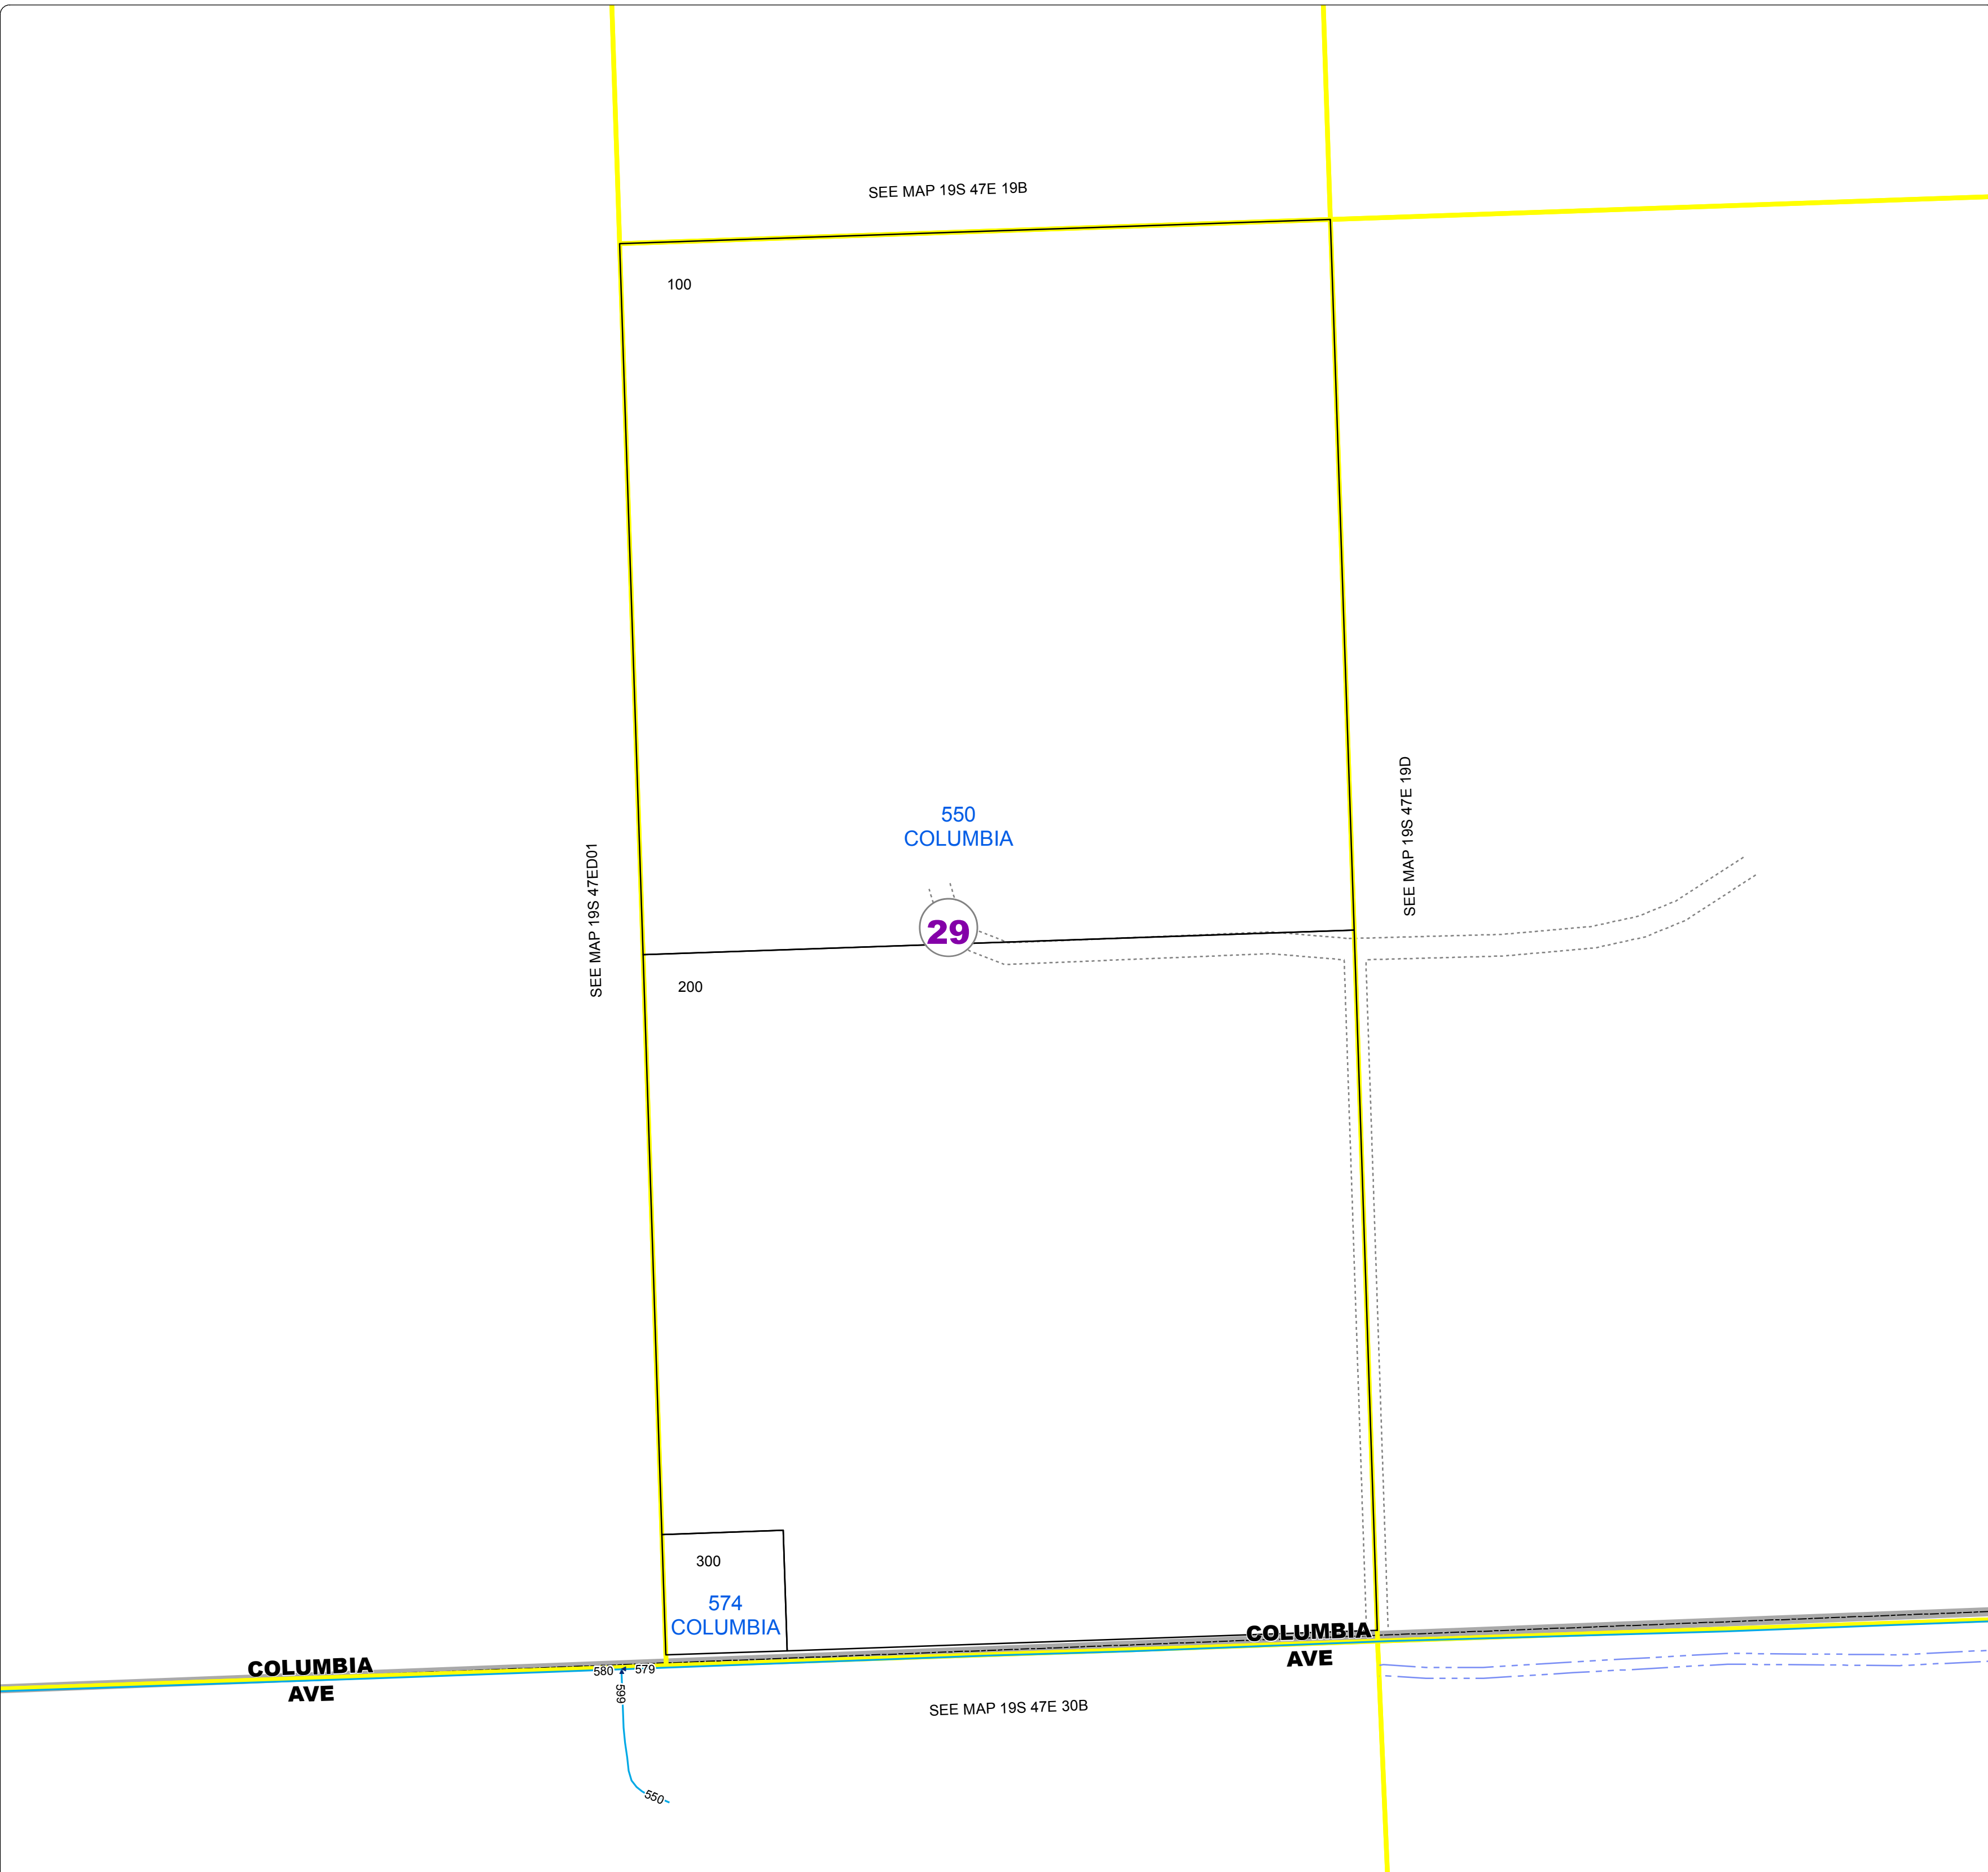 SEE MAP 19S 47E 19B
100
SEE MAP 19S 47E 19D
550
COLUMBIA
SEE MAP 19S 47ED01
29
200
300
574
COLUMBIA
COLUMBIA
AVE
COLUMBIA
AVE
580
579
599
SEE MAP 19S 47E 30B
550